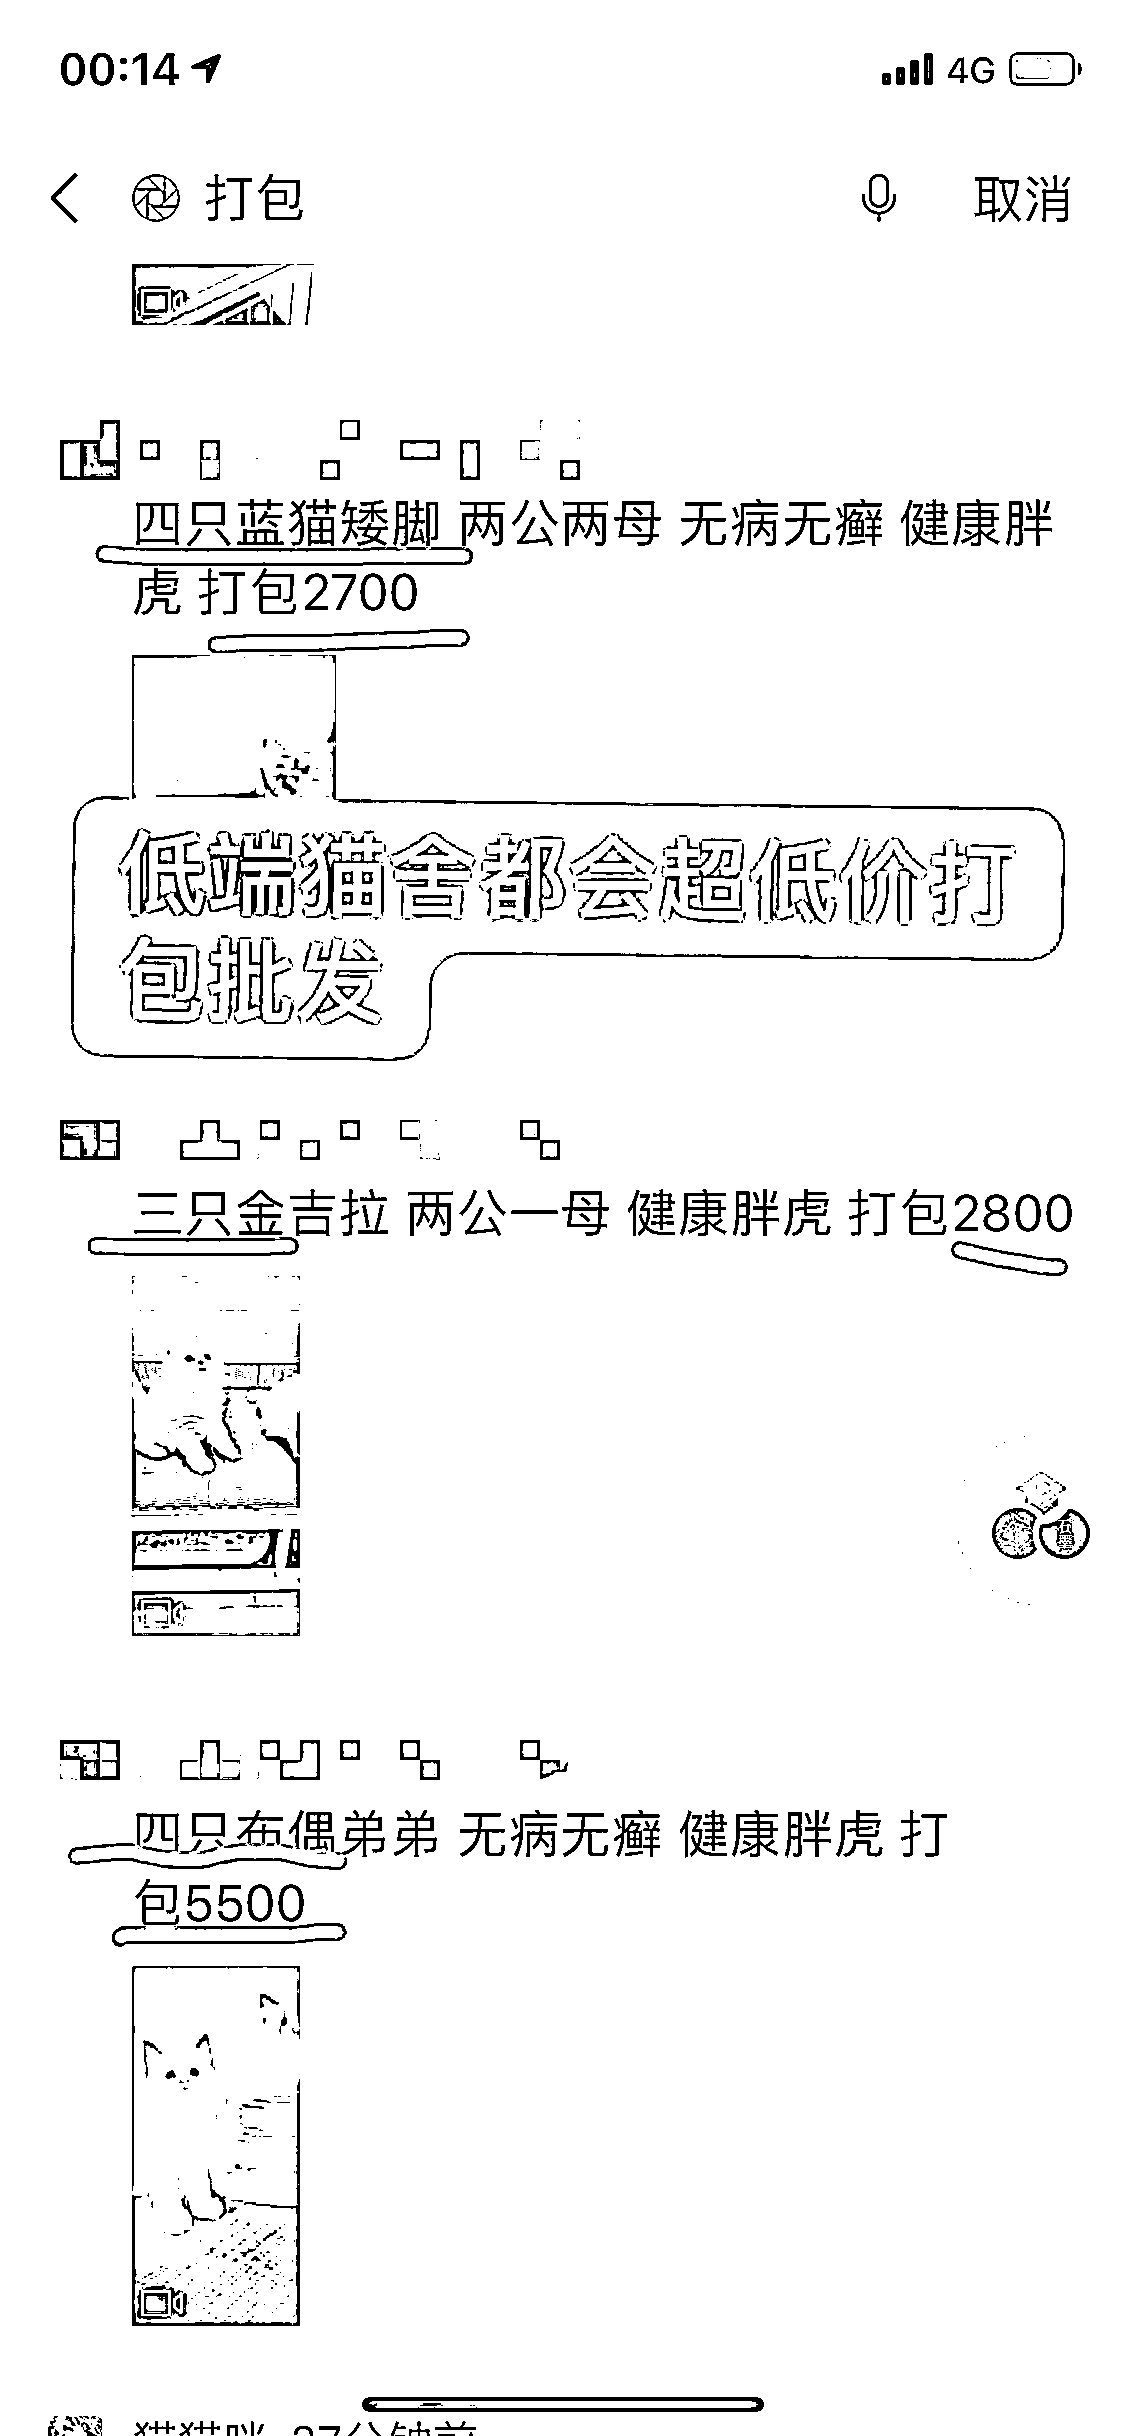 00:14 4G
打包 取消
四只蓝猫矮脚 两公两母 无病无癣 健康胖
虎 打包2700
低端猫舍都会超低价打
包批发
三只金吉拉 两公一母 健康胖虎 打包2800
四只布偶弟弟 无病无癣 健康胖虎 打
包5500